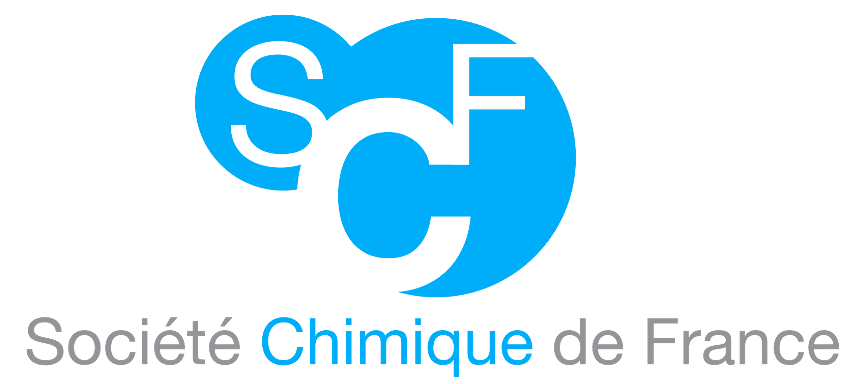 SCF
Société Chimique de France